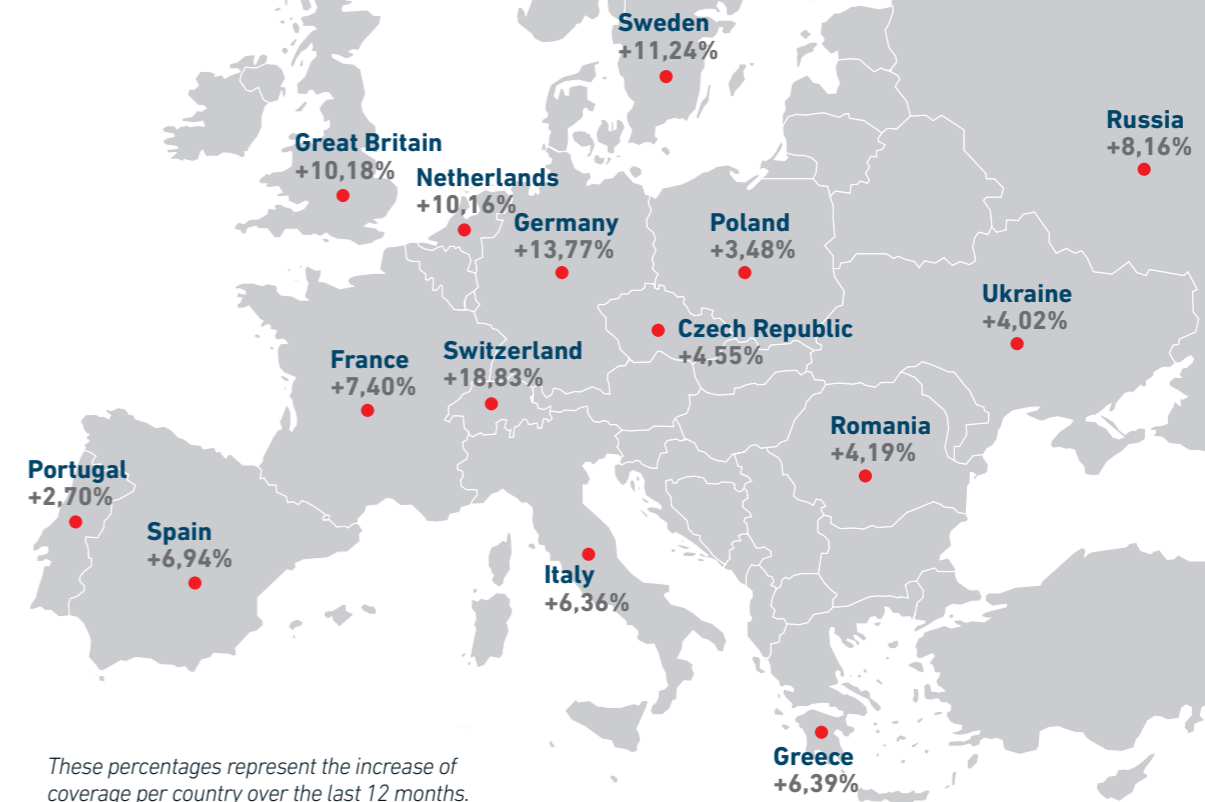 Sweden
+11,24%
Russia
+8,16%
Great Britain
+10,18%
Netherlands
+10,16%
Germany
+13,77%
Poland
+3,48%
Ukraine
+4,02%
Czech Republic
+4,55%
France
+7,40%
Switzerland
+18,83%
Romania
+4,19%
Portugal
+2,70%
Spain
+6,94%
Italy
+6,36%
Greece
+6,39%
These percentages represent the increase of
coverage per country over the last 12 months.